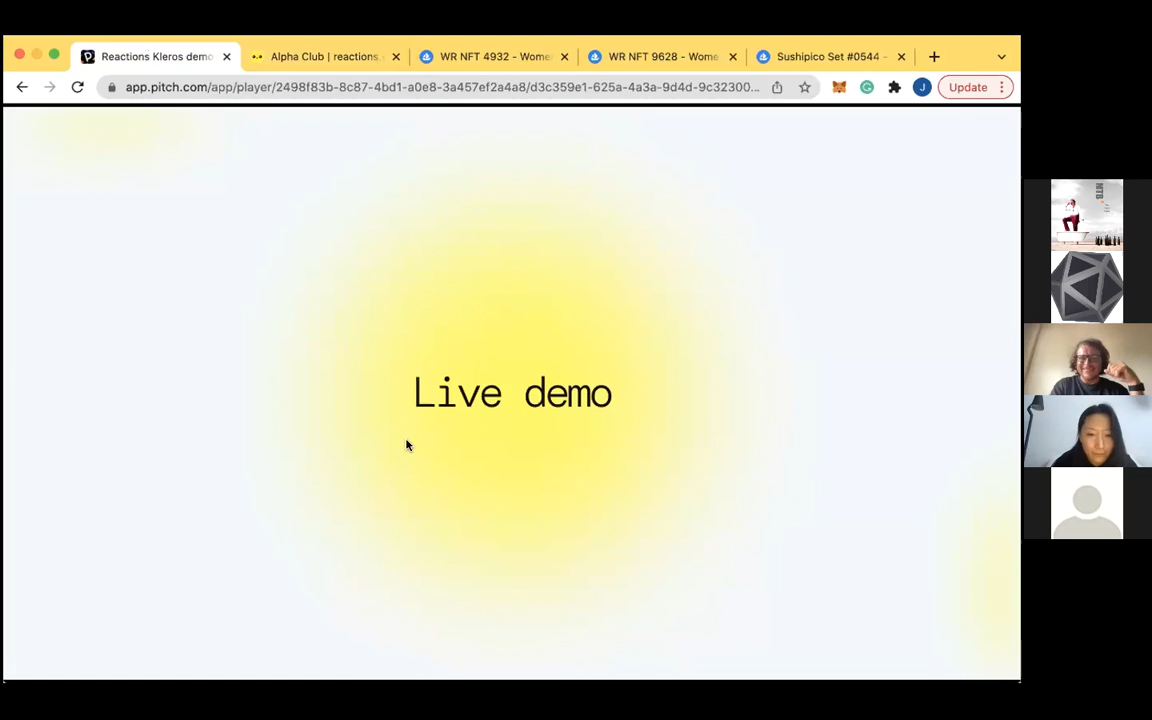 Reactions Kleros demo
Alpha Club | reactions.
WR NFT 4932 - Wome
WR NFT 9628 - Wome
Sushipico Set #0544 -
app.pitch.com/app/player/2498f83b-8c87-4bd1-a0e8-3a457ef2a4a8/d3c359e1-625a-4a3a-9d4d-9c32300...
J
Update
Live demo